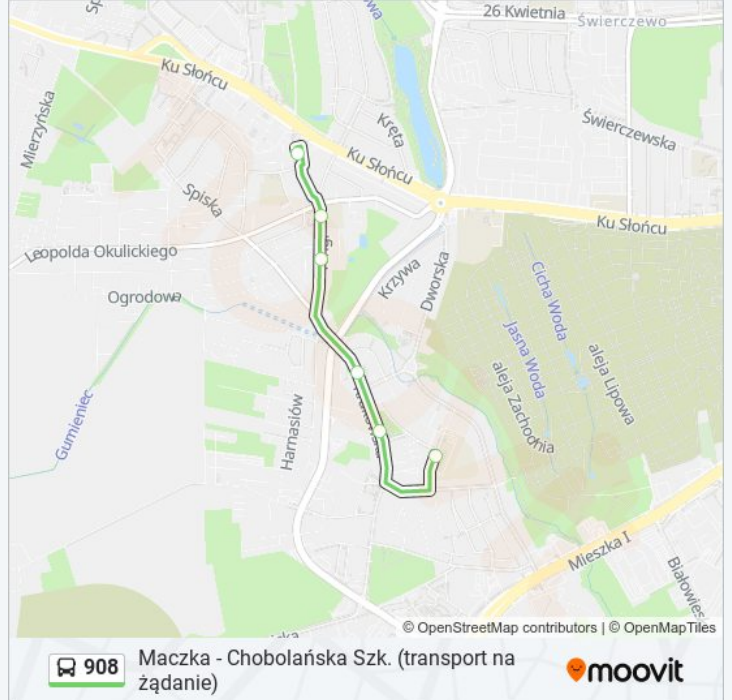 26 Kwietnia
Świerczewo
Ku Słońcu
Mierzyńska
Kręta
Świerczewska
Ku Słońcu
Spiska
Ku Słońcu
Leopolda Okulickiego
Krzywa
Dworska
Cicha Woda
Ogrodowa
Jasna Woda
aleja Lipowa
aleja Zachodnia
Gumieniec
Harnasiów
Mieszka I
© OpenStreetMap contributors | © OpenMapTiles
908
Maczka - Chobolańska Szk. (transport na
żądanie)
moovit